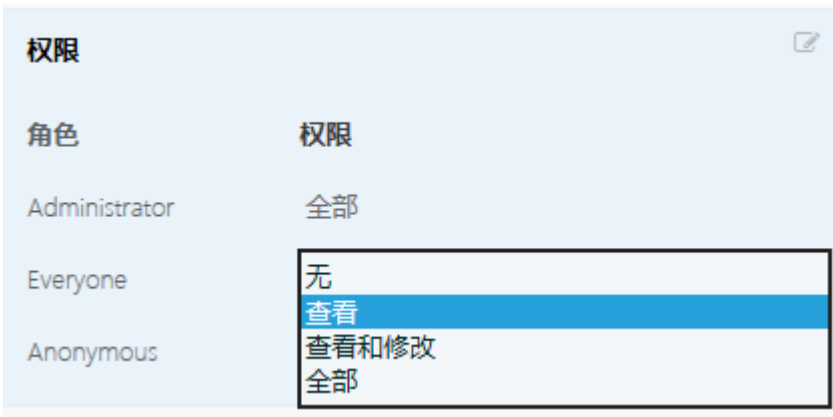 权限
角色 权限
Administrator 全部
Everyone
无
查看
Anonymous
查看和修改
全部